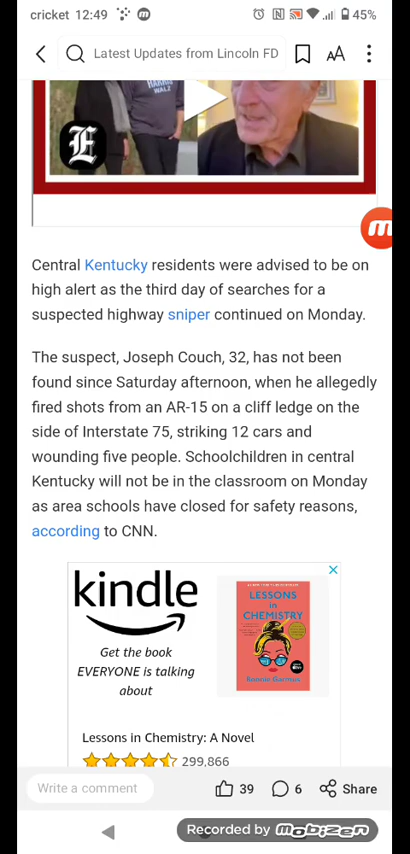 cricket 12:49
45%
Latest Updates from Lincoln FD
AA
HARRIS
WALZ
E
m
Central Kentucky residents were advised to be on
high alert as the third day of searches for a
suspected highway sniper continued on Monday.
The suspect, Joseph Couch, 32, has not been
found since Saturday afternoon, when he allegedly
fired shots from an AR-15 on a cliff ledge on the
side of Interstate 75, striking 12 cars and
wounding five people. Schoolchildren in central
Kentucky will not be in the classroom on Monday
as area schools have closed for safety reasons,
according to CNN.
kindle
Get the book
EVERYONE is talking
about
LESSONS
in
CHEMISTRY
Bonnie Garmus
Lessons in Chemistry: A Novel
299,866
Write a comment
39
6
Share
Recorded by mobizen